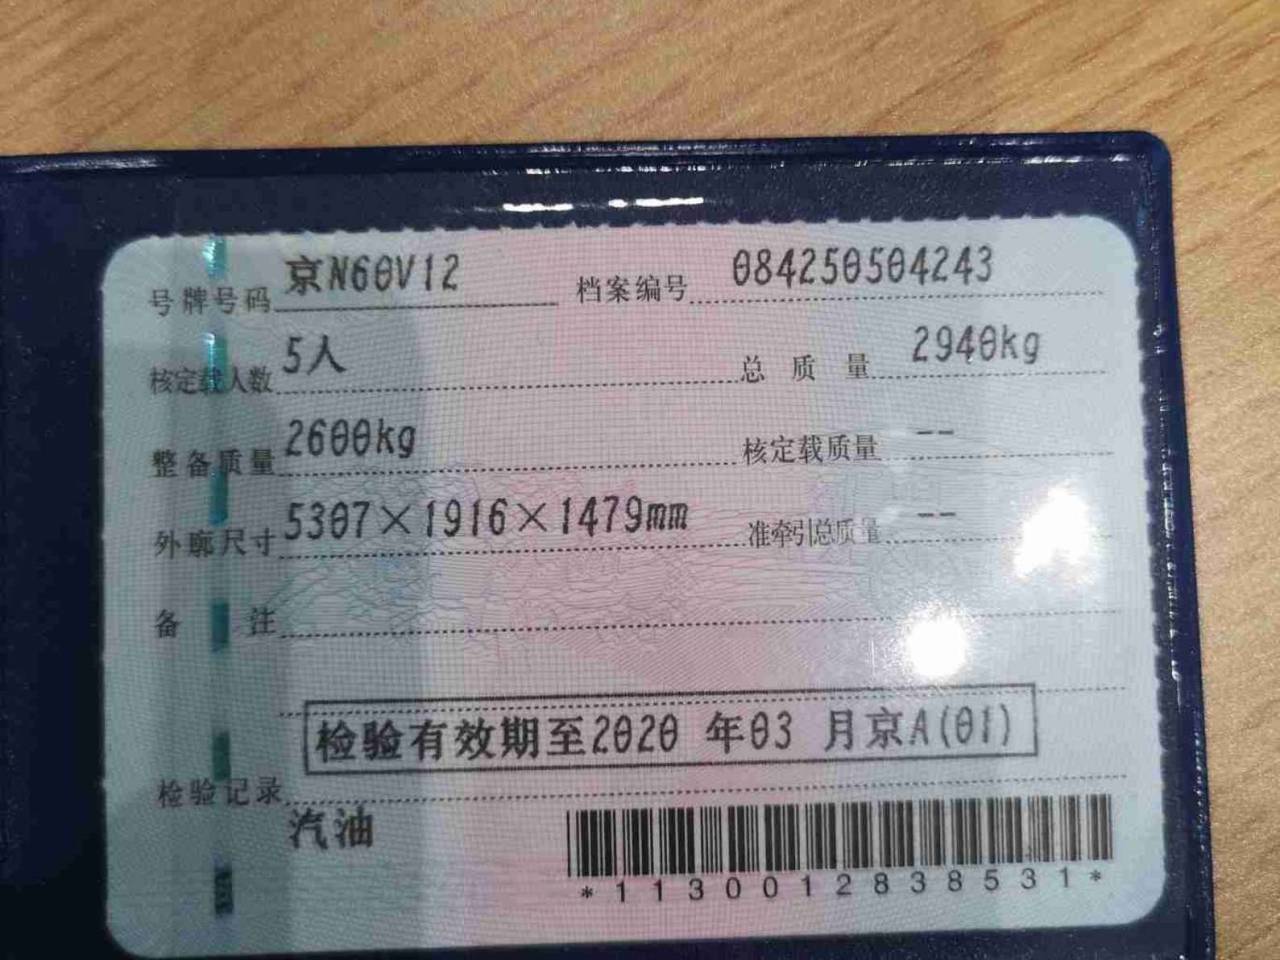 号牌号码 京N60V12 档案编号 084250504243
核定载人数 5人 总质量 2940kg
整备质量 2600kg 核定载质量 --
外廓尺寸 5307×1916×1479mm 准牵引总质量 --
备注
检验有效期至2020 年03 月京A(01)
检验记录
汽油
*1130012838531*